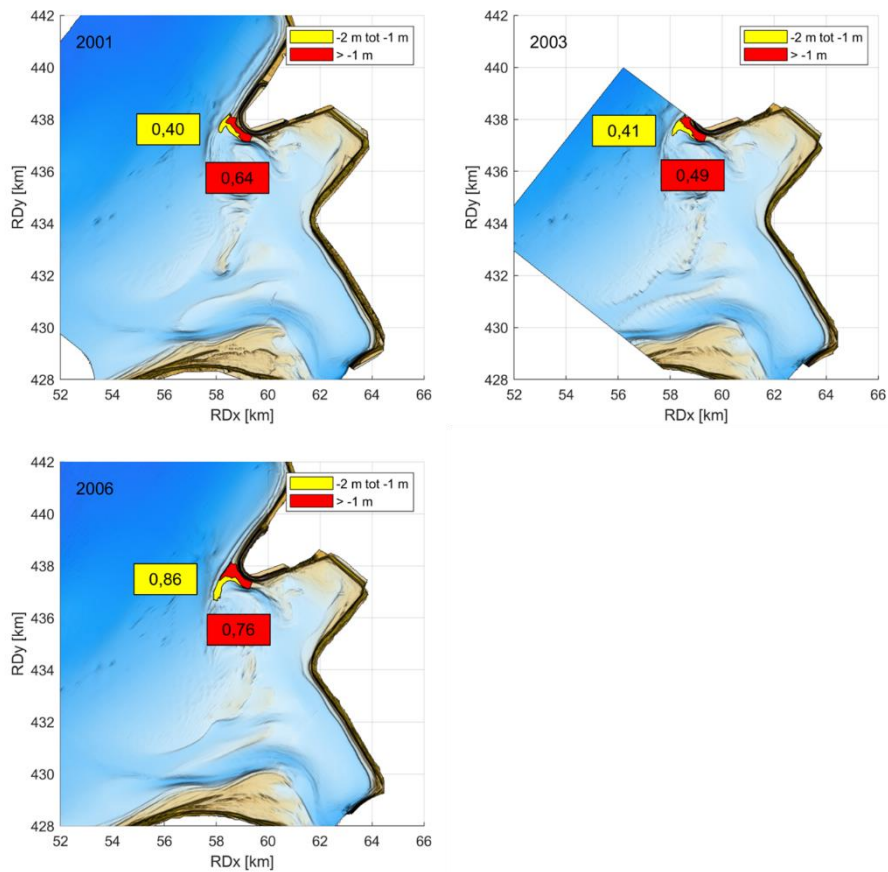 2001
-2 m tot -1 m
> -1 m
0,40
0,64
442
440
438
436
434
432
430
428
RDy [km]
52 54 56 58 60 62 64 66
RDx [km]
2003
-2 m tot -1 m
> -1 m
0,41
0,49
442
440
438
436
434
432
430
428
RDy [km]
52 54 56 58 60 62 64 66
RDx [km]
2006
-2 m tot -1 m
> -1 m
0,86
0,76
442
440
438
436
434
432
430
428
RDy [km]
52 54 56 58 60 62 64 66
RDx [km]